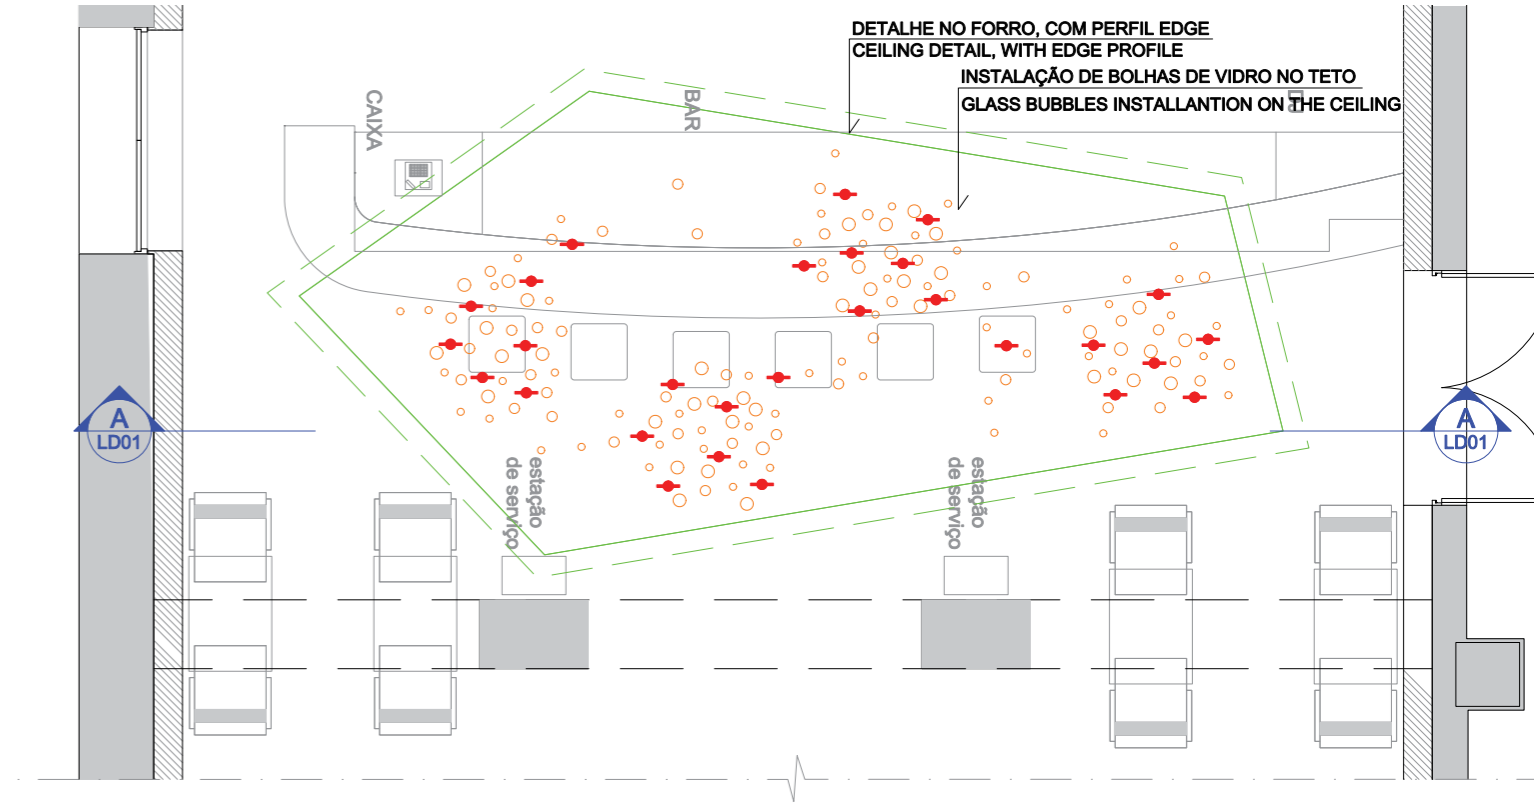 DETALHE NO FORRO, COM PERFIL EDGE
CEILING DETAIL, WITH EDGE PROFILE
INSTALAÇÃO DE BOLHAS DE VIDRO NO TETO
GLASS BUBBLES INSTALLANTION ON THE CEILING
CAIXA
BAR
DJ
A
LD01
A
LD01
estação
de serviço
estação
de serviço